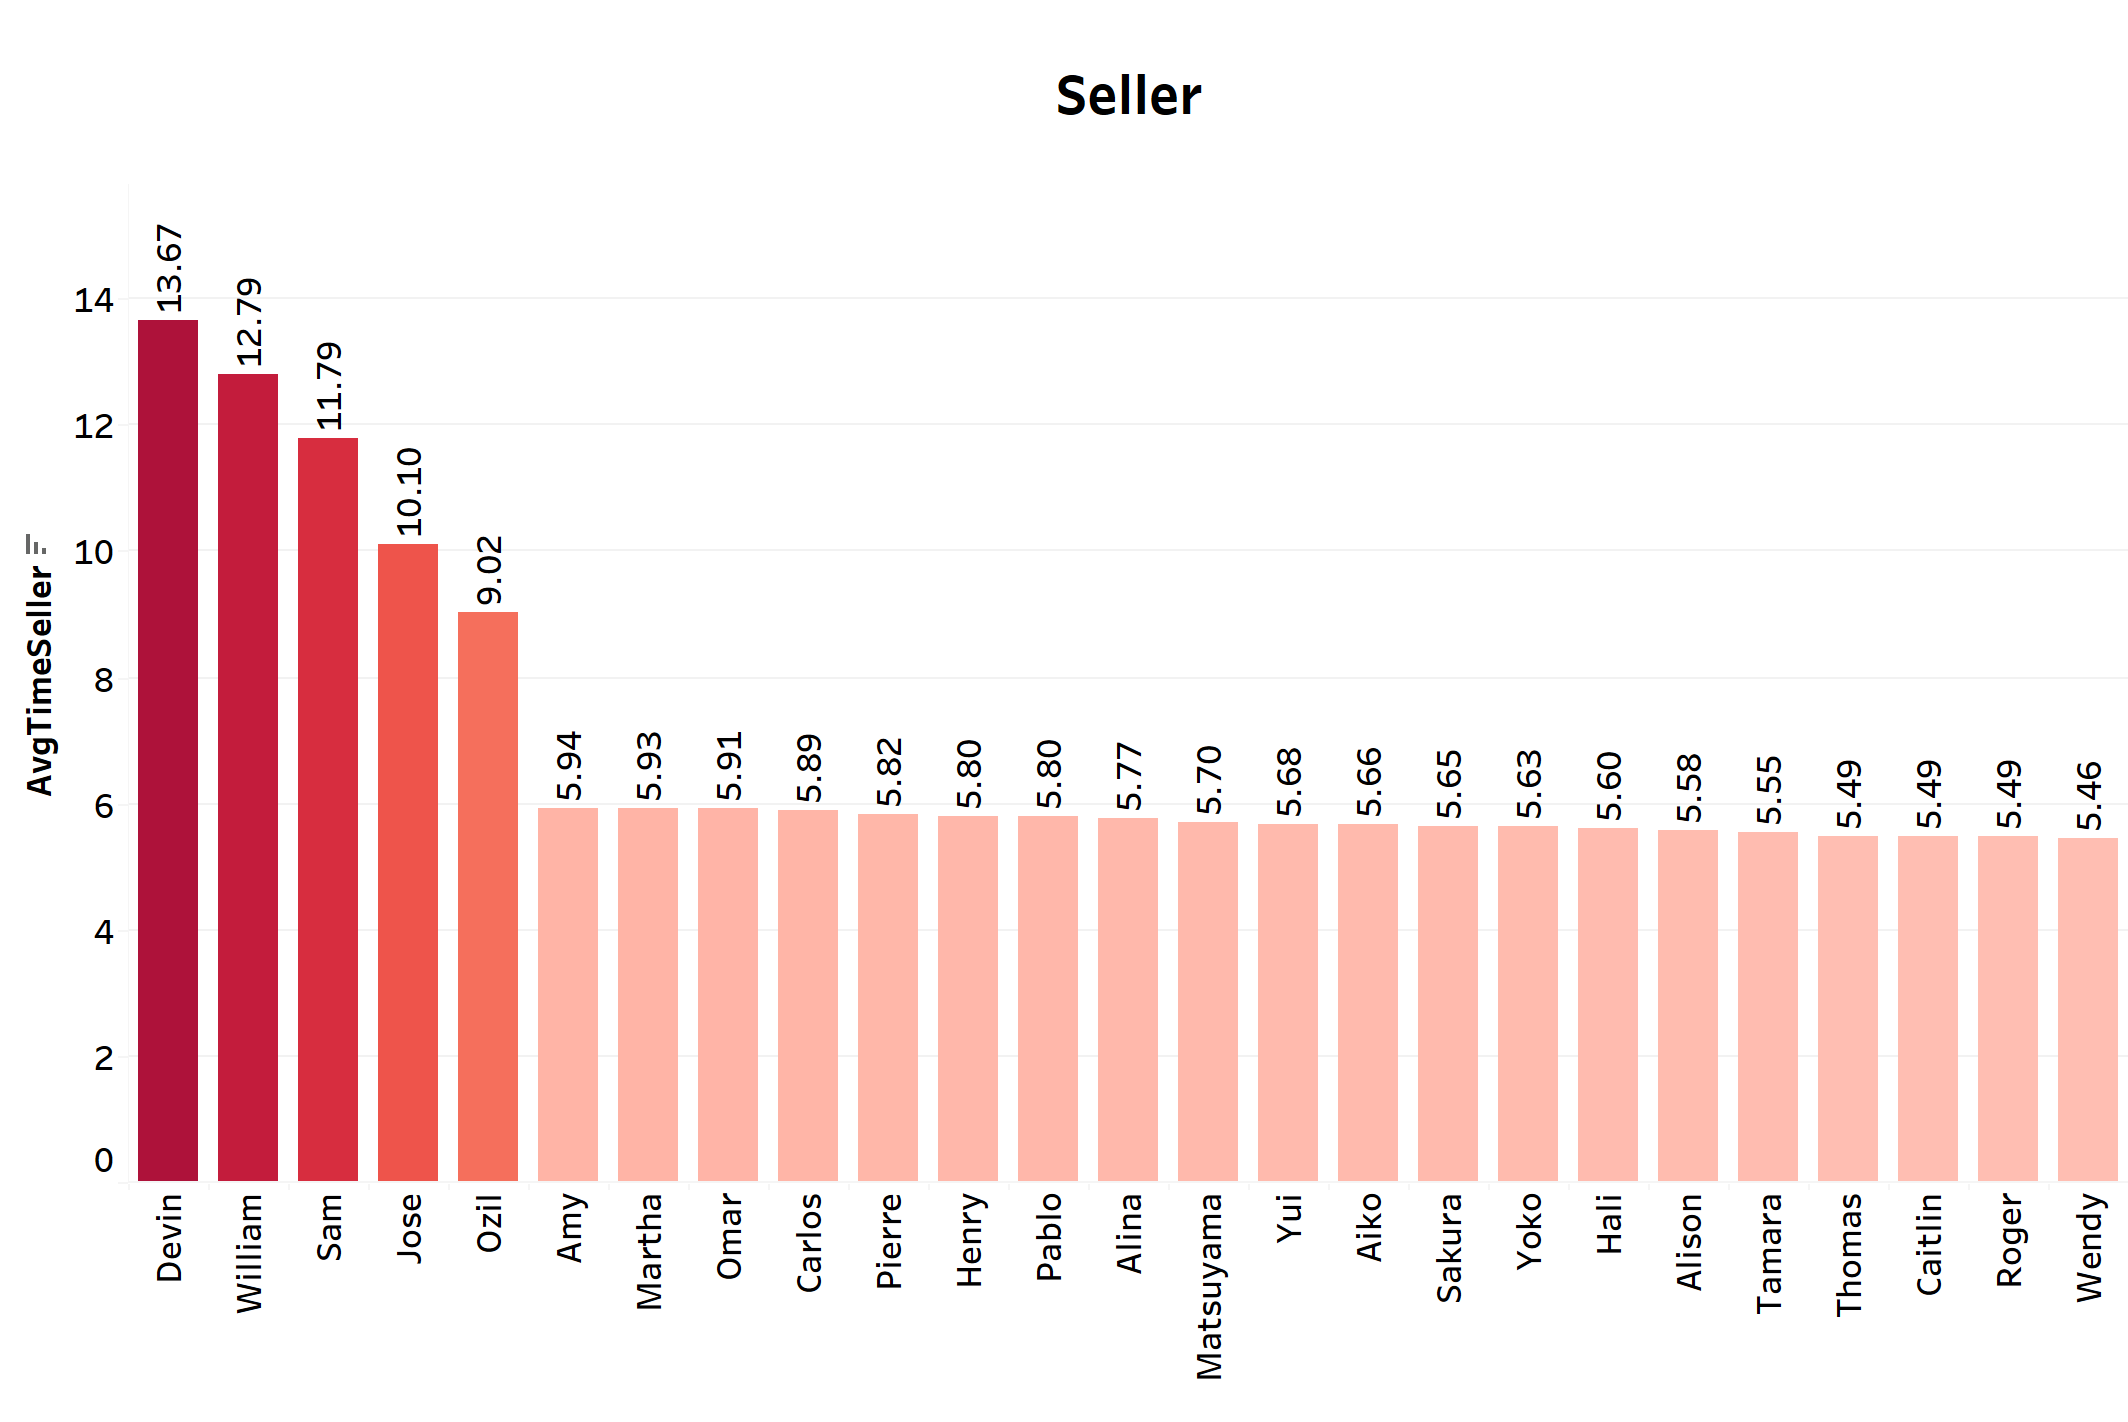 Seller
AvgTimeSeller
14
12
10
8
6
4
2
0
13.67
12.79
11.79
10.10
9.02
5.94
5.93
5.91
5.89
5.82
5.80
5.80
5.77
5.70
5.68
5.66
5.65
5.63
5.60
5.58
5.55
5.49
5.49
5.49
5.46
Devin
William
Sam
Jose
Ozil
Amy
Martha
Omar
Carlos
Pierre
Henry
Pablo
Alina
Matsuyama
Yui
Aiko
Sakura
Yoko
Hali
Alison
Tamara
Thomas
Caitlin
Roger
Wendy